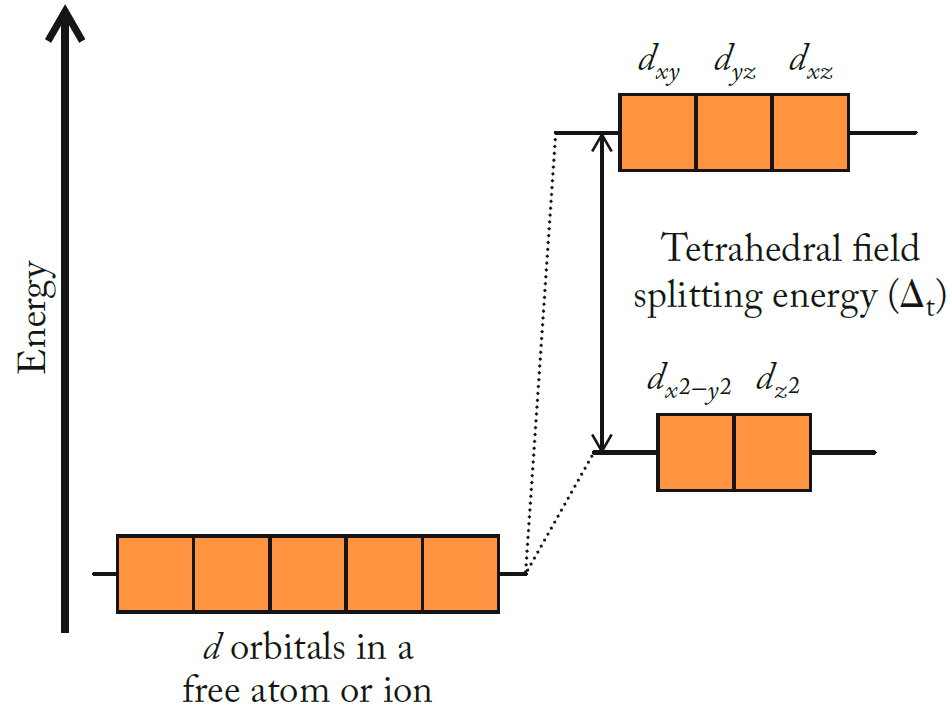 Energy
d_xy d_yz d_xz
Tetrahedral field
splitting energy (Δ_t)
d_x²−y² d_z²
d orbitals in a
free atom or ion